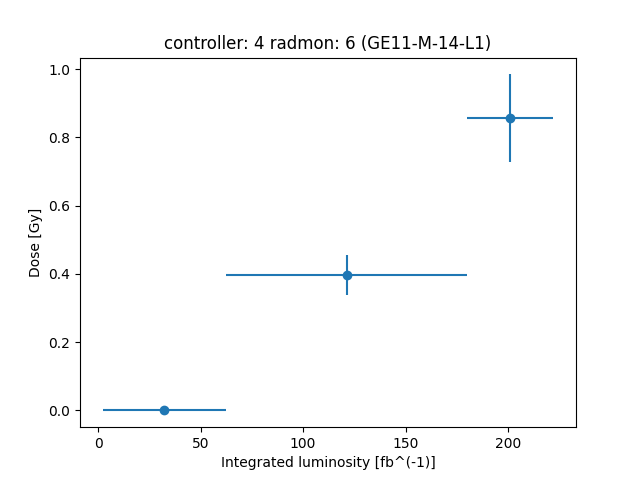 controller: 4 radmon: 6 (GE11-M-14-L1)
1.0
0.8
0.6
0.4
0.2
0.0
Dose [Gy]
0 50 100 150 200
Integrated luminosity [fb^(-1)]